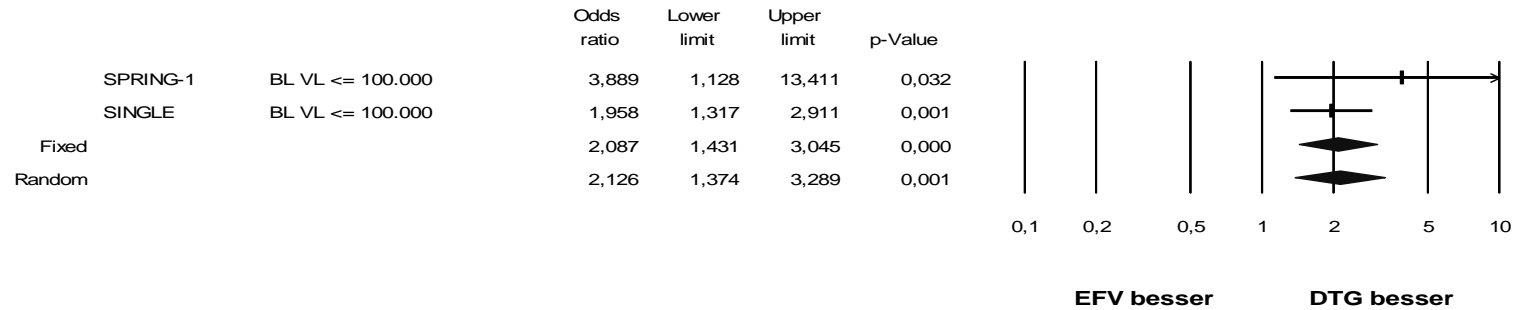 Odds Lower Upper
ratio limit limit p-Value
SPRING-1 BL VL <= 100.000 3,889 1,128 13,411 0,032
SINGLE BL VL <= 100.000 1,958 1,317 2,911 0,001
Fixed 2,087 1,431 3,045 0,000
Random 2,126 1,374 3,289 0,001
0,1 0,2 0,5 1 2 5 10
EFV besser DTG besser